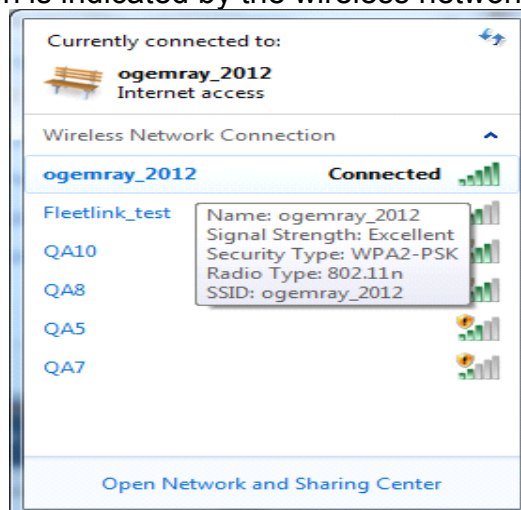 n is indicated by the wireless networ
Currently connected to:
ogemray_2012
Internet access
Wireless Network Connection
ogemray_2012 Connected
Fleetlink_test
Name: ogemray_2012
Signal Strength: Excellent
Security Type: WPA2-PSK
Radio Type: 802.11n
SSID: ogemray_2012
QA10
QA8
QA5
QA7
Open Network and Sharing Center